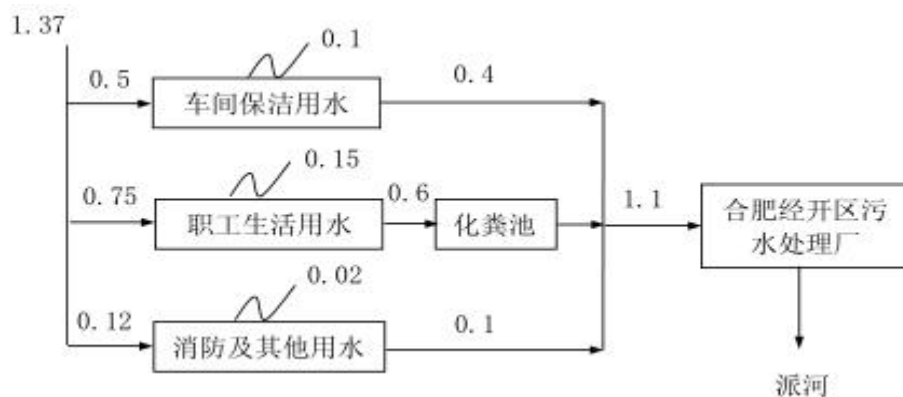 1.37
0.1
0.5
0.4
车间保洁用水
0.15
0.75
0.6
1.1
职工生活用水
化粪池
合肥经开区污
水处理厂
0.02
0.12
0.1
消防及其他用水
派河